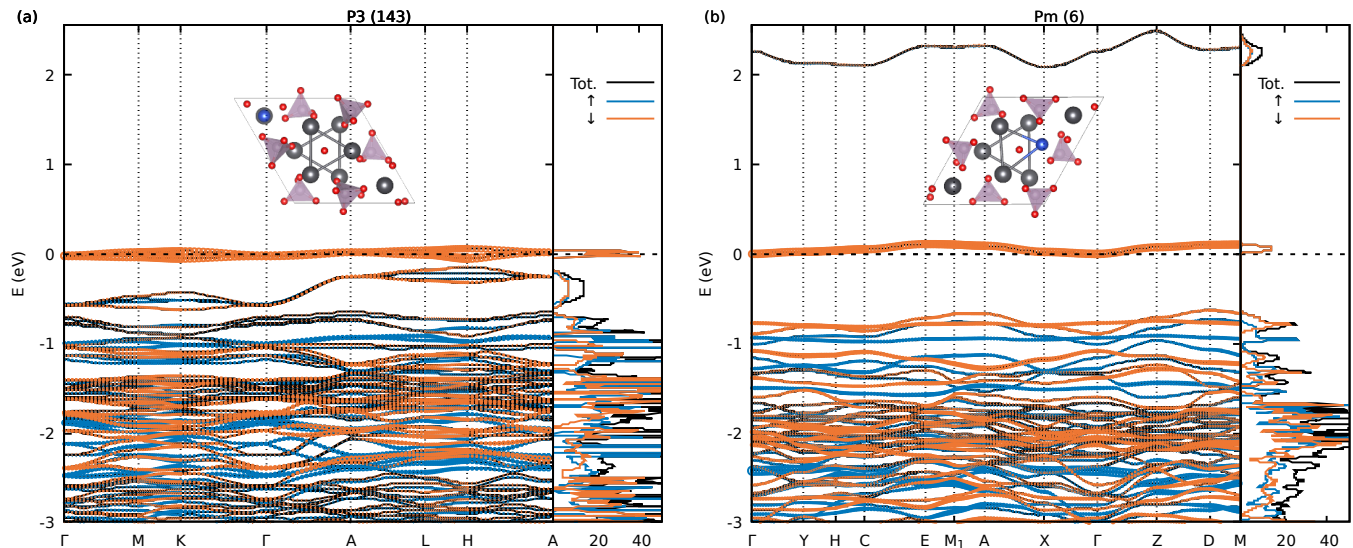 (a)
P3 (143)
2
1
0
-1
-2
-3
E (eV)
Γ M K Γ A L H A 20 40
Tot.
↑
↓
(b)
Pm (6)
2
1
0
-1
-2
-3
E (eV)
Γ Y H C E M1 A X Γ Z D M 20 40
Tot.
↑
↓